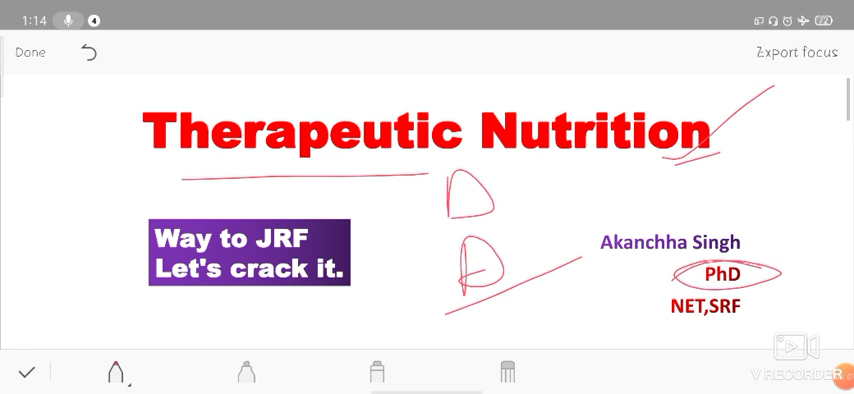 1:14 4
Done Export focus
Therapeutic Nutrition
D
Way to JRF
Let's crack it.
Akanchha Singh
D
PhD
NET,SRF
V RECORDER